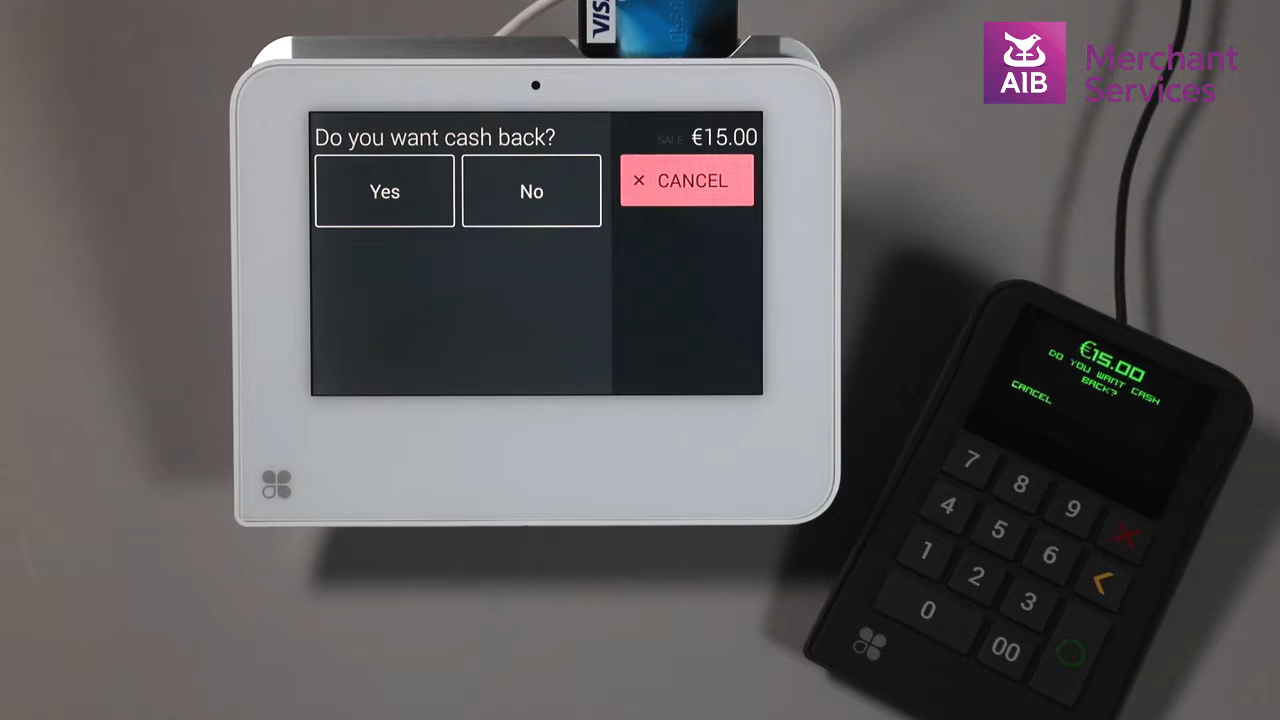 VISA
AIB
Merchant
Services
Do you want cash back?
SALE €15.00
Yes
No
× CANCEL
€15.00
DO YOU WANT CASH
BACK?
CANCEL
7 8 9
4 5 6
1 2 3
0 00